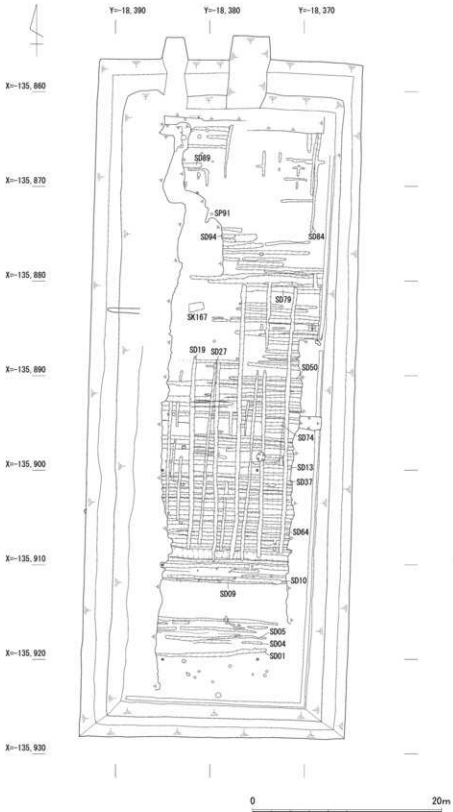 Y=-18,390 Y=-18,380 Y=-18,370
X=-135,860
SD89
X=-135,870
SP91
SD94 SD84
X=-135,880
SD79
SK167
SD19 SD27
X=-135,890 SD50
SD74
X=-135,900 SD13
SD37
SD64
X=-135,910
SD10
SD09
SD05
SD04
X=-135,920
SD01
X=-135,930
0 20m